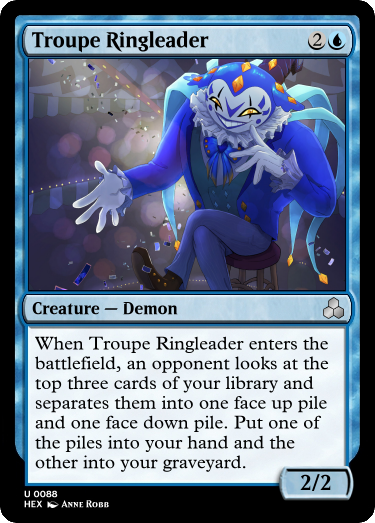 Troupe Ringleader 2
Creature — Demon
When Troupe Ringleader enters the
battlefield, an opponent looks at the
top three cards of your library and
separates them into one face up pile
and one face down pile. Put one of
the piles into your hand and the
other into your graveyard.
2/2
U 0088
HEX Anne Robb